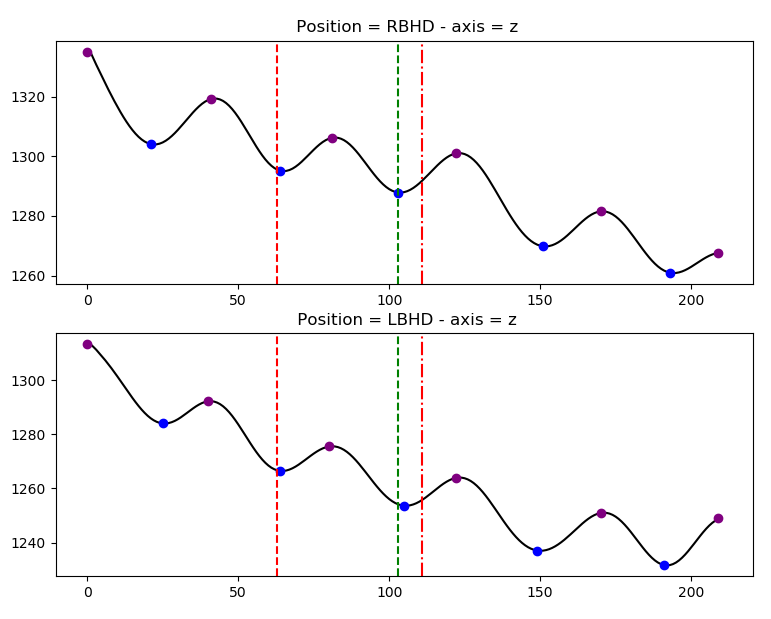 Position = RBHD - axis = z
1320
1300
1280
1260
0 50 100 150 200
Position = LBHD - axis = z
1300
1280
1260
1240
0 50 100 150 200